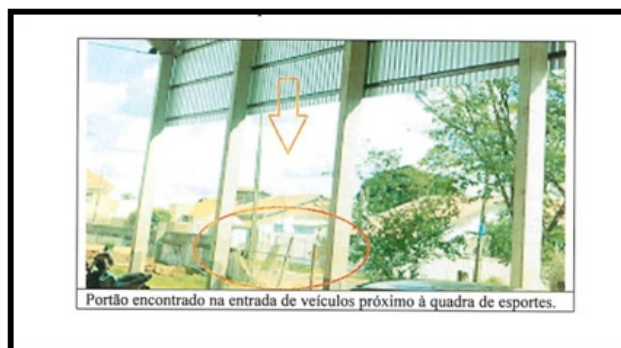 Portão encontrado na entrada de veículos próximo à quadra de esportes.